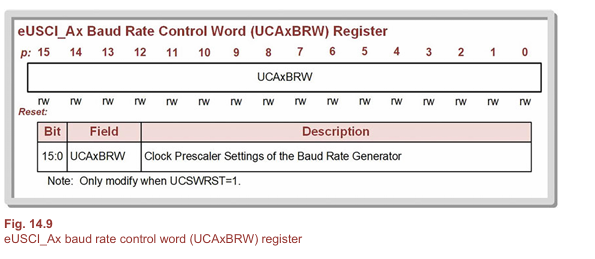 eUSCI_Ax Baud Rate Control Word (UCAxBRW) Register
p: 15 14 13 12 11 10 9 8 7 6 5 4 3 2 1 0
UCAxBRW
rw rw rw rw rw rw rw rw rw rw rw rw rw rw rw rw
Reset:
Bit Field Description
15:0 UCAxBRW Clock Prescaler Settings of the Baud Rate Generator
Note: Only modify when UCSWRST=1.
Fig. 14.9
eUSCI_Ax baud rate control word (UCAxBRW) register